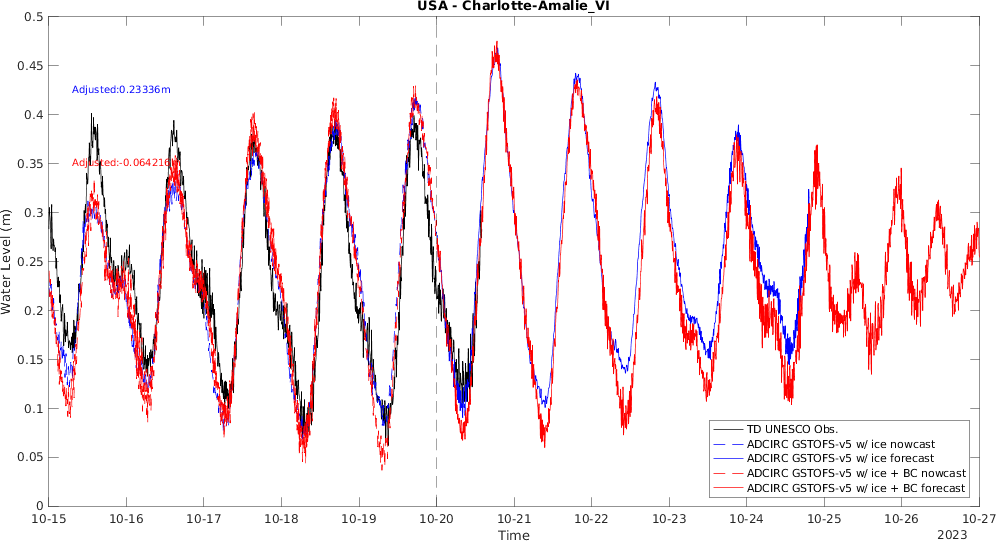 USA - Charlotte-Amalie_VI
0.5
0.45
0.4
0.35
0.3
0.25
0.2
0.15
0.1
0.05
0
Water Level (m)
Adjusted:0.23336m
Adjusted:-0.064216m
TD UNESCO Obs.
ADCIRC GSTOFS-v5 w/ ice nowcast
ADCIRC GSTOFS-v5 w/ ice forecast
ADCIRC GSTOFS-v5 w/ ice + BC nowcast
ADCIRC GSTOFS-v5 w/ ice + BC forecast
10-15 10-16 10-17 10-18 10-19 10-20 10-21 10-22 10-23 10-24 10-25 10-26 10-27
Time
2023